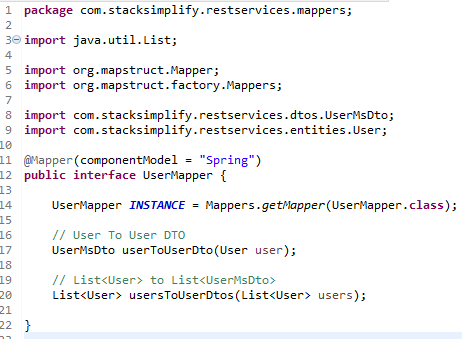 1 package com.stacksimplify.restservices.mappers;
2
3 import java.util.List;
4
5 import org.mapstruct.Mapper;
6 import org.mapstruct.factory.Mappers;
7
8 import com.stacksimplify.restservices.dtos.UserMsDto;
9 import com.stacksimplify.restservices.entities.User;
10
11 @Mapper(componentModel = "Spring")
12 public interface UserMapper {
13
14 UserMapper INSTANCE = Mappers.getMapper(UserMapper.class);
15
16 // User To User DTO
17 UserMsDto userToUserDto(User user);
18
19 // List<User> to List<UserMsDto>
20 List<User> usersToUserDtos(List<User> users);
21
22 }